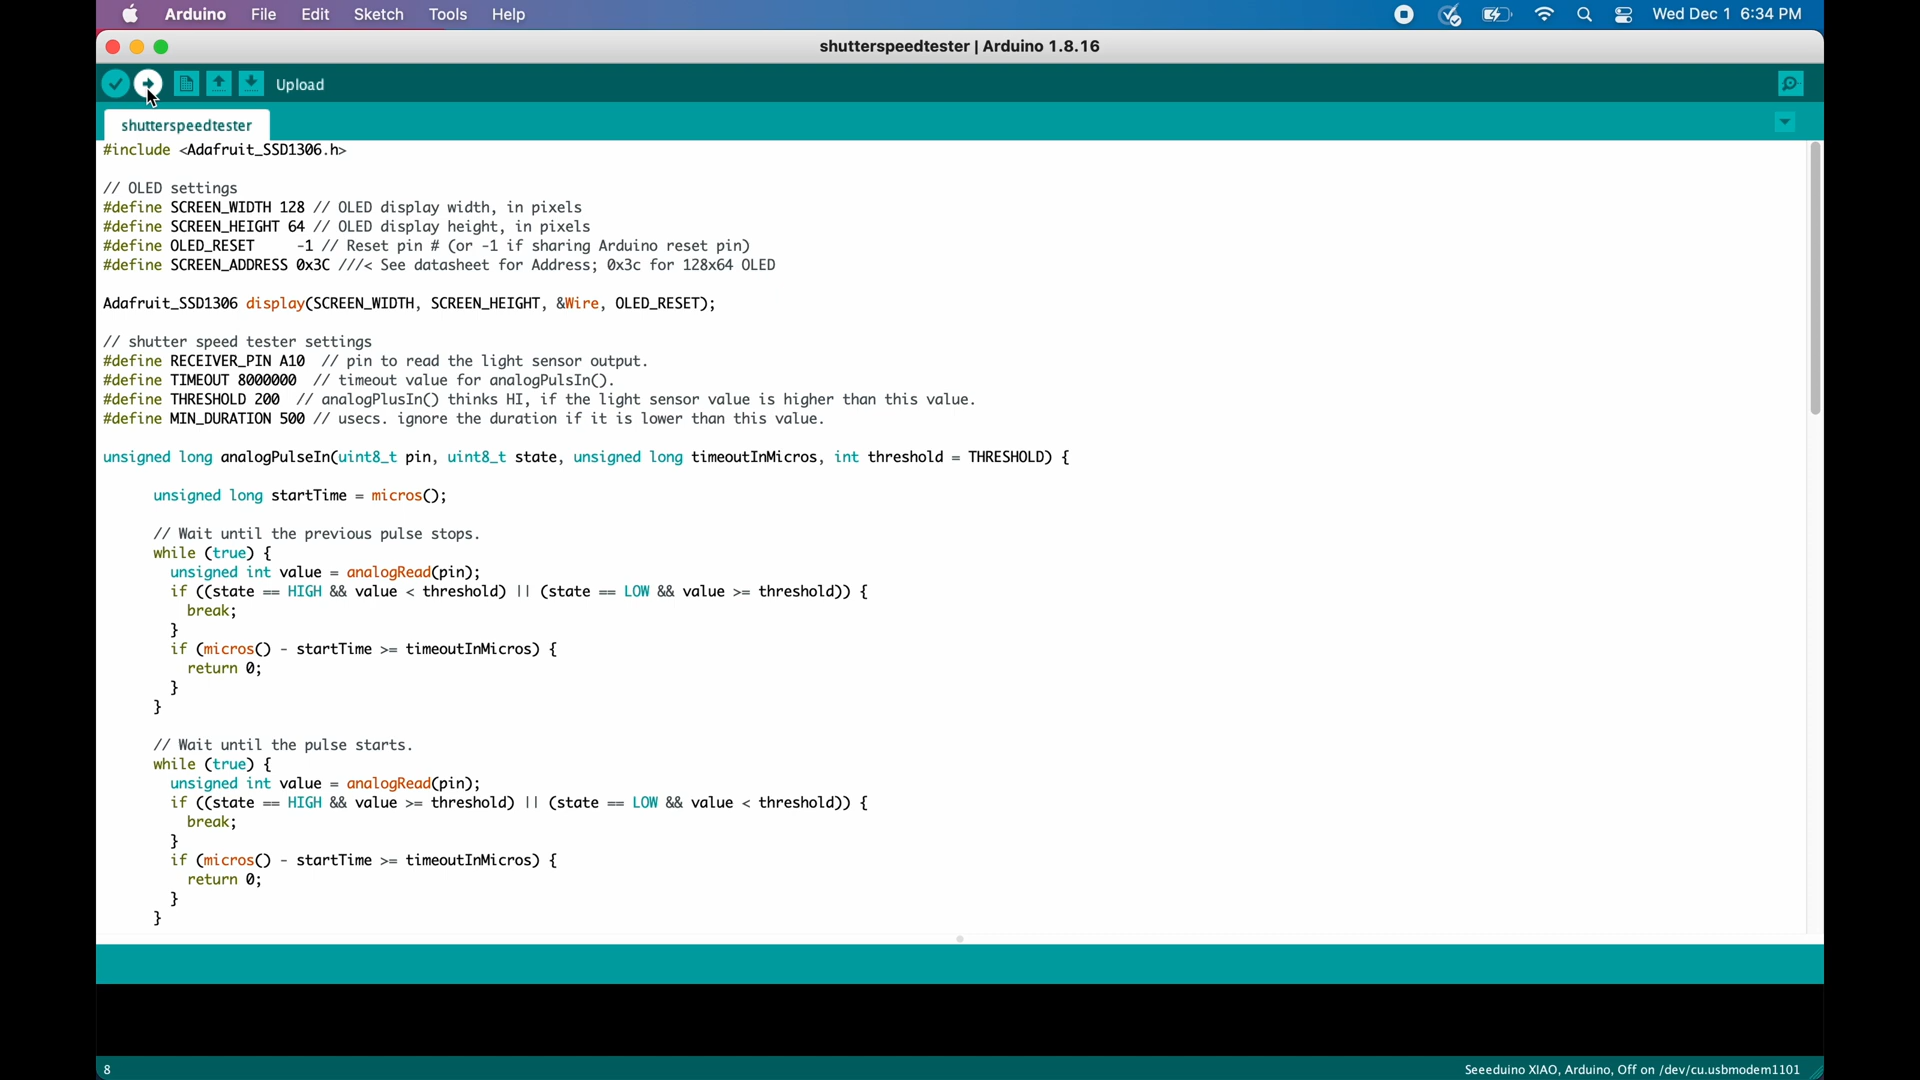 Arduino File Edit Sketch Tools Help Wed Dec 1 6:34 PM
shutterspeedtester | Arduino 1.8.16
Upload
shutterspeedtester
#include <Adafruit_SSD1306.h>
// OLED settings
#define SCREEN_WIDTH 128 // OLED display width, in pixels
#define SCREEN_HEIGHT 64 // OLED display height, in pixels
#define OLED_RESET     -1 // Reset pin # (or -1 if sharing Arduino reset pin)
#define SCREEN_ADDRESS 0x3C ///< See datasheet for Address; 0x3c for 128x64 OLED
Adafruit_SSD1306 display(SCREEN_WIDTH, SCREEN_HEIGHT, &Wire, OLED_RESET);
// shutter speed tester settings
#define RECEIVER_PIN A10  // pin to read the light sensor output.
#define TIMEOUT 8000000  // timeout value for analogPulsIn().
#define THRESHOLD 200  // analogPlusIn() thinks HI, if the light sensor value is higher than this value.
#define MIN_DURATION 500 // usecs. ignore the duration if it is lower than this value.
unsigned long analogPulseIn(uint8_t pin, uint8_t state, unsigned long timeoutInMicros, int threshold = THRESHOLD) {
unsigned long startTime = micros();
// Wait until the previous pulse stops.
while (true) {
unsigned int value = analogRead(pin);
if ((state == HIGH && value < threshold) || (state == LOW && value >= threshold)) {
break;
}
if (micros() - startTime >= timeoutInMicros) {
return 0;
}
}
// Wait until the pulse starts.
while (true) {
unsigned int value = analogRead(pin);
if ((state == HIGH && value >= threshold) || (state == LOW && value < threshold)) {
break;
}
if (micros() - startTime >= timeoutInMicros) {
return 0;
}
}
8 Seeeduino XIAO, Arduino, Off on /dev/cu.usbmodem1101